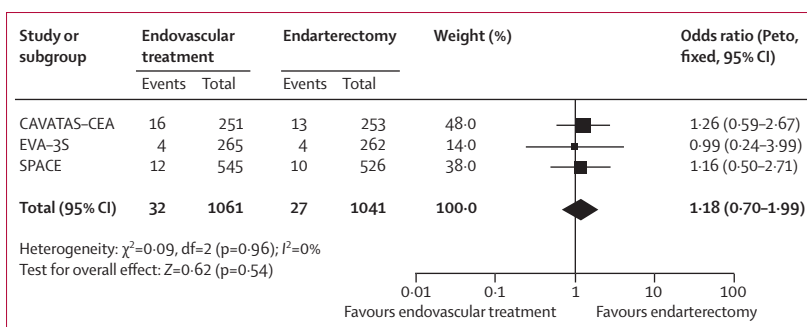 Study or subgroup Endovascular treatment Endarterectomy Weight (%) Odds ratio (Peto, fixed, 95% CI)
Events Total Events Total
CAVATAS–CEA 16 251 13 253 48·0 1·26 (0·59–2·67)
EVA–3S 4 265 4 262 14·0 0·99 (0·24–3·99)
SPACE 12 545 10 526 38·0 1·16 (0·50–2·71)
Total (95% CI) 32 1061 27 1041 100·0 1·18 (0·70–1·99)
Heterogeneity: χ²=0·09, df=2 (p=0·96); I²=0%
Test for overall effect: Z=0·62 (p=0·54)
0·01 0·1 1 10 100
Favours endovascular treatment Favours endarterectomy